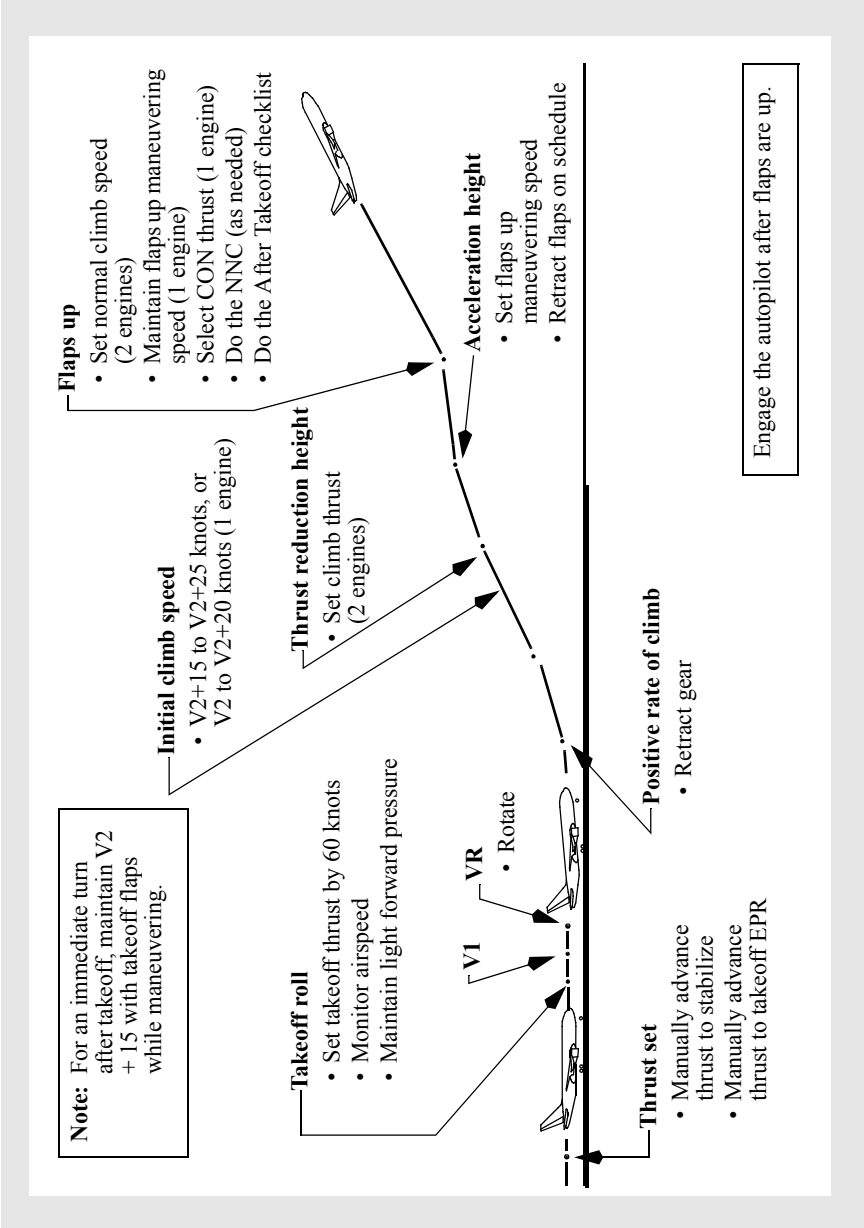 Note: For an immediate turn
after takeoff, maintain V2
+ 15 with takeoff flaps
while maneuvering.
Initial climb speed
• V2+15 to V2+25 knots, or
V2 to V2+20 knots (1 engine)
Flaps up
• Set normal climb speed
(2 engines)
• Maintain flaps up maneuvering
speed (1 engine)
• Select CON thrust (1 engine)
• Do the NNC (as needed)
• Do the After Takeoff checklist
Takeoff roll
• Set takeoff thrust by 60 knots
• Monitor airspeed
• Maintain light forward pressure
Thrust reduction height
• Set climb thrust
(2 engines)
V1
VR
• Rotate
Acceleration height
• Set flaps up
maneuvering speed
• Retract flaps on schedule
Thrust set
• Manually advance
thrust to stabilize
• Manually advance
thrust to takeoff EPR
Positive rate of climb
• Retract gear
Engage the autopilot after flaps are up.